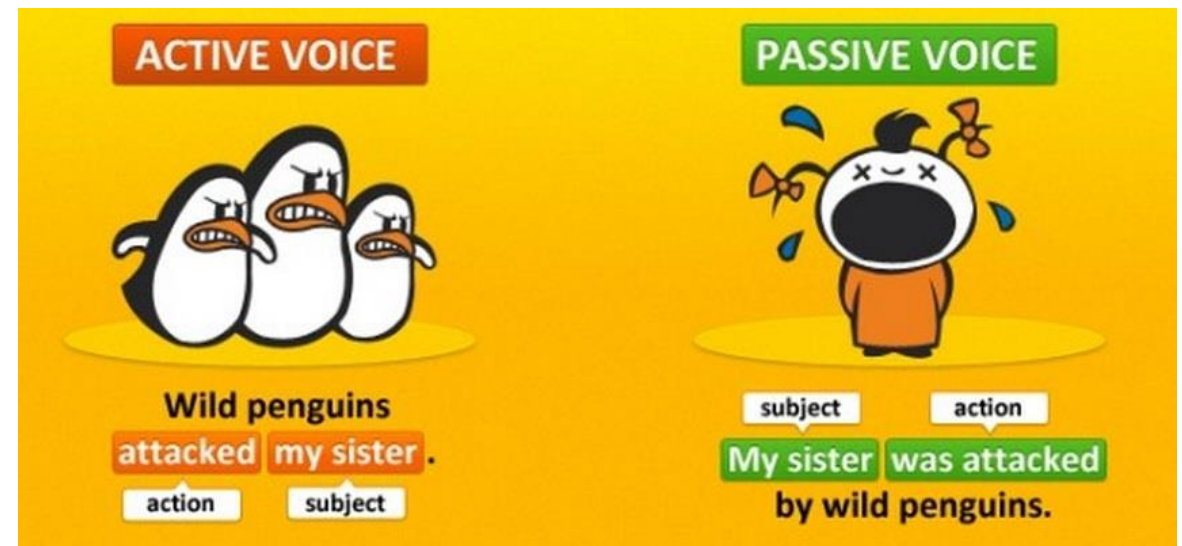 ACTIVE VOICE
Wild penguins
attacked my sister.
action subject
PASSIVE VOICE
subject action
My sister was attacked
by wild penguins.